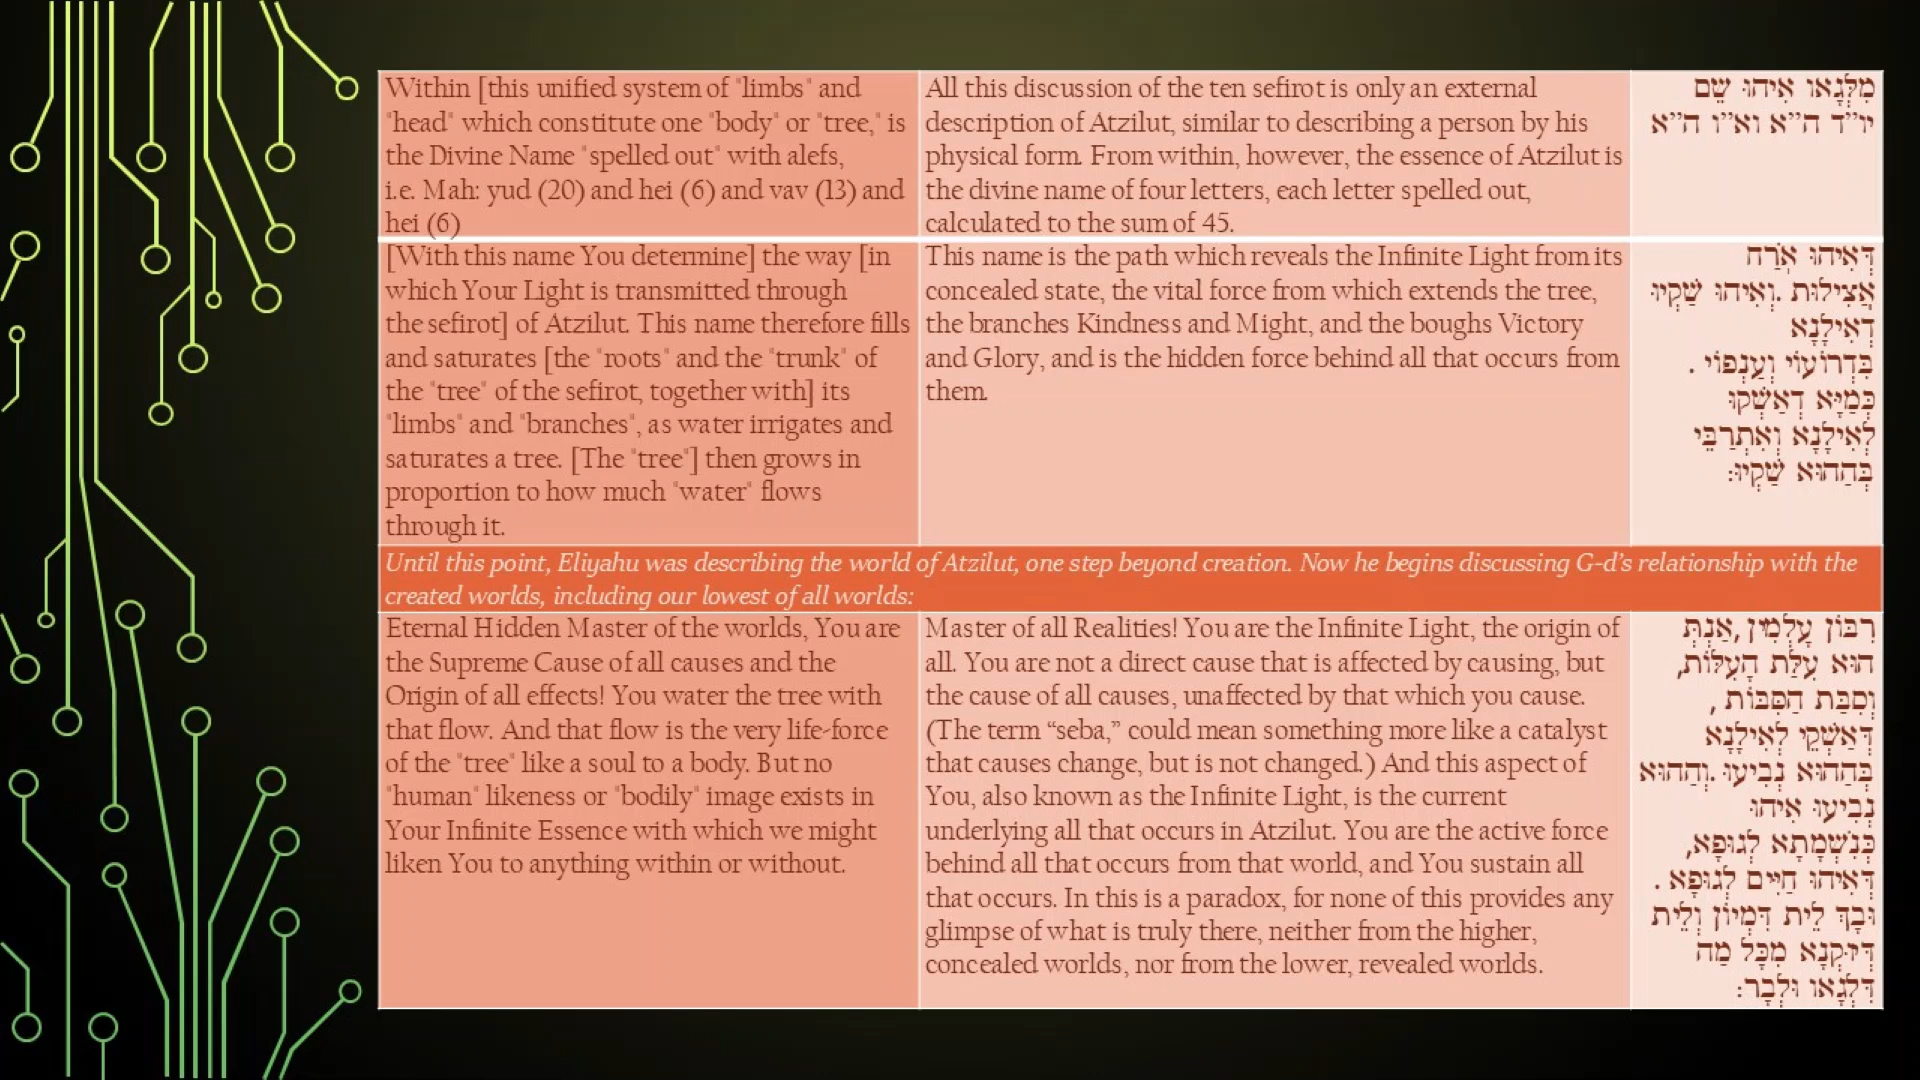 Within [this unified system of "limbs" and
"head" which constitute one "body" or "tree," is
the Divine Name "spelled out" with alefs,
i.e. Mah: yud (20) and hei (6) and vav (13) and
hei (6)
All this discussion of the ten sefirot is only an external
description of Atzilut, similar to describing a person by his
physical form. From within, however, the essence of Atzilut is
the divine name of four letters, each letter spelled out,
calculated to the sum of 45.
מִלְּגָאו אִיהוּ שֵׁם
יו"ד ה"א וא"ו ה"א
[With this name You determine] the way [in
which Your Light is transmitted through
the sefirot] of Atzilut. This name therefore fills
and saturates [the "roots" and the "trunk" of
the "tree" of the sefirot, together with] its
"limbs" and "branches", as water irrigates and
saturates a tree. [The "tree"] then grows in
proportion to how much "water" flows
through it.
This name is the path which reveals the Infinite Light from its
concealed state, the vital force from which extends the tree,
the branches Kindness and Might, and the boughs Victory
and Glory, and is the hidden force behind all that occurs from
them.
דְּאִיהוּ אֹרַח
אֲצִילוּת .וְאִיהוּ שַׁקְיוּ
דְּאִילָנָא
בִּדְרוֹעוֹי וְעַנְפּוֹי .
כְּמַיָּא דְאַשְׁקוּ
לְאִילָנָא וְאִתְרַבֵּי
בְּהַהוּא שַׁקְיוּ:
Until this point, Eliyahu was describing the world of Atzilut, one step beyond creation. Now he begins discussing G-d's relationship with the
created worlds, including our lowest of all worlds:
Eternal Hidden Master of the worlds, You are
the Supreme Cause of all causes and the
Origin of all effects! You water the tree with
that flow. And that flow is the very life-force
of the "tree" like a soul to a body. But no
"human" likeness or "bodily" image exists in
Your Infinite Essence with which we might
liken You to anything within or without.
Master of all Realities! You are the Infinite Light, the origin of
all. You are not a direct cause that is affected by causing, but
the cause of all causes, unaffected by that which you cause.
(The term “seba,” could mean something more like a catalyst
that causes change, but is not changed.) And this aspect of
You, also known as the Infinite Light, is the current
underlying all that occurs in Atzilut. You are the active force
behind all that occurs from that world, and You sustain all
that occurs. In this is a paradox, for none of this provides any
glimpse of what is truly there, neither from the higher,
concealed worlds, nor from the lower, revealed worlds.
רִבּוֹן עָלְמִין ,אַנְתְּ
הוּא עִלַּת הָעִלּוֹת,
וְסִבַּת הַסִּבּוֹת ,
דְּאַשְׁקֵי לְאִילָנָא
בְּהַהוּא נְבִיעוּ .וְהַהוּא
נְבִיעוּ אִיהוּ
כְּנִשְׁמָתָא לְגוּפָא,
דְּאִיהוּ חַיִּים לְגוּפָא .
וּבָךְ לֵית דִּמְיוֹן וְלֵית
דְּיוּקְנָא מִכָּל מַה
דִּלְגָאו וּלְבָר: